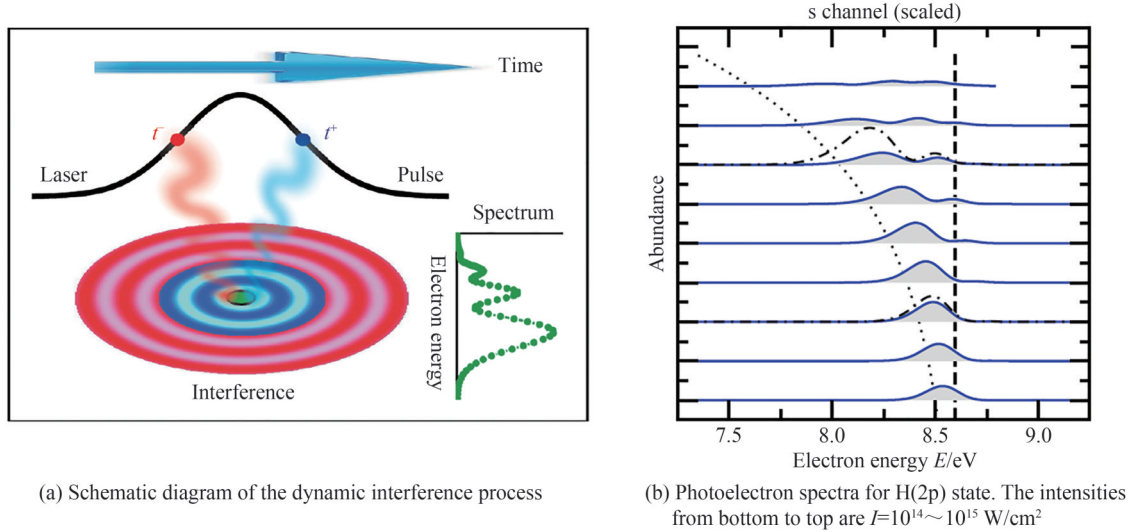 Time
t⁻
t⁺
Laser
Pulse
Spectrum
Electron energy
Interference
(a) Schematic diagram of the dynamic interference process
s channel (scaled)
Abundance
7.5 8.0 8.5 9.0
Electron energy E/eV
(b) Photoelectron spectra for H(2p) state. The intensities
from bottom to top are I=10¹⁴～10¹⁵ W/cm²